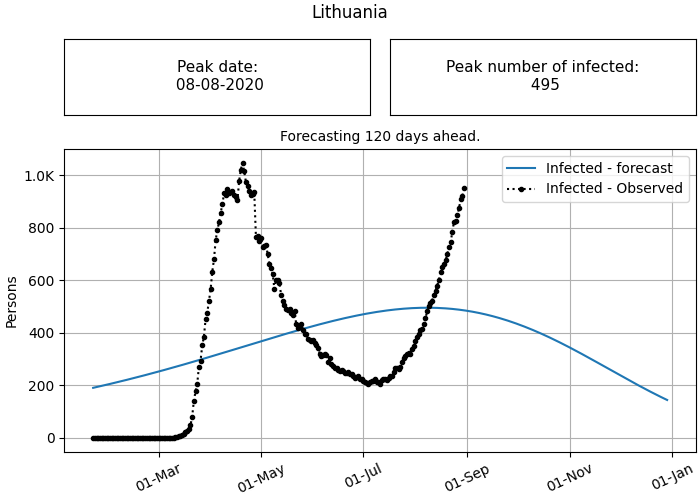 Lithuania
Peak date:
08-08-2020
Peak number of infected:
495
Forecasting 120 days ahead.
Infected - forecast
Infected - Observed
1.0K
800
600
400
200
0
Persons
01-Mar
01-May
01-Jul
01-Sep
01-Nov
01-Jan